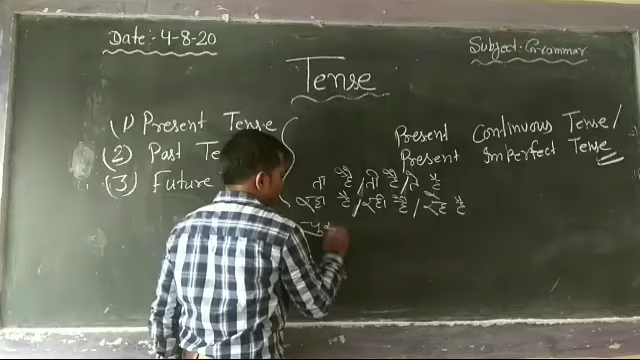 Date:- 4-8-20
Subject:- Grammar
Tense
(1) Present Tense
(2) Past Te
(3) Future
Present Continuous Tense /
Present Imperfect Tense
ता है / ती है / ते हैं
रहा है / रही है / रहे हैं